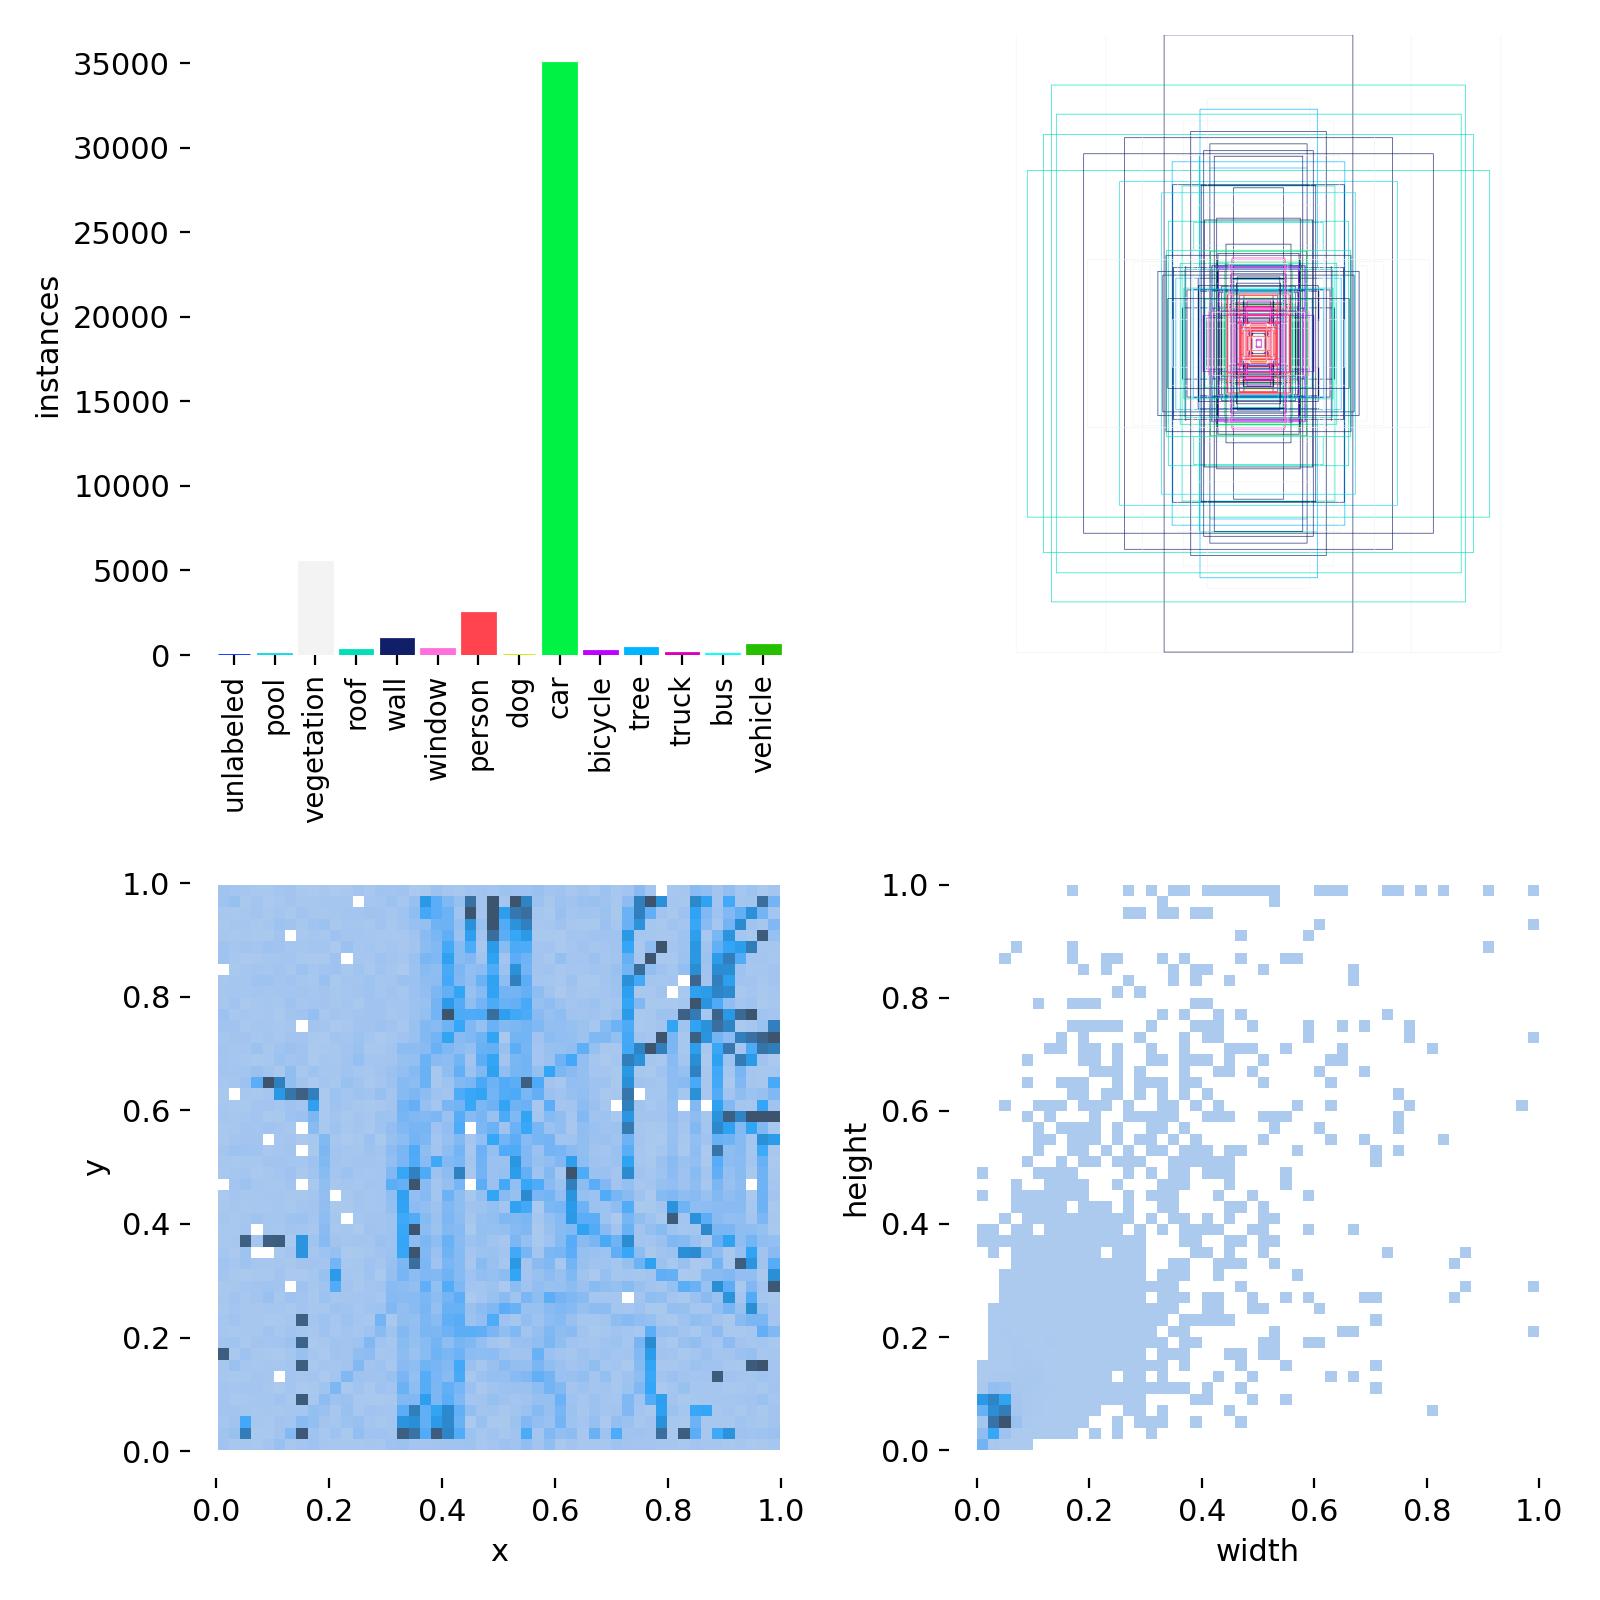 35000
30000
25000
20000
15000
10000
5000
0
instances
unlabeled
pool
vegetation
roof
wall
window
person
dog
car
bicycle
tree
truck
bus
vehicle
1.0
0.8
0.6
0.4
0.2
0.0
y
0.0 0.2 0.4 0.6 0.8 1.0
x
1.0
0.8
0.6
0.4
0.2
0.0
height
0.0 0.2 0.4 0.6 0.8 1.0
width